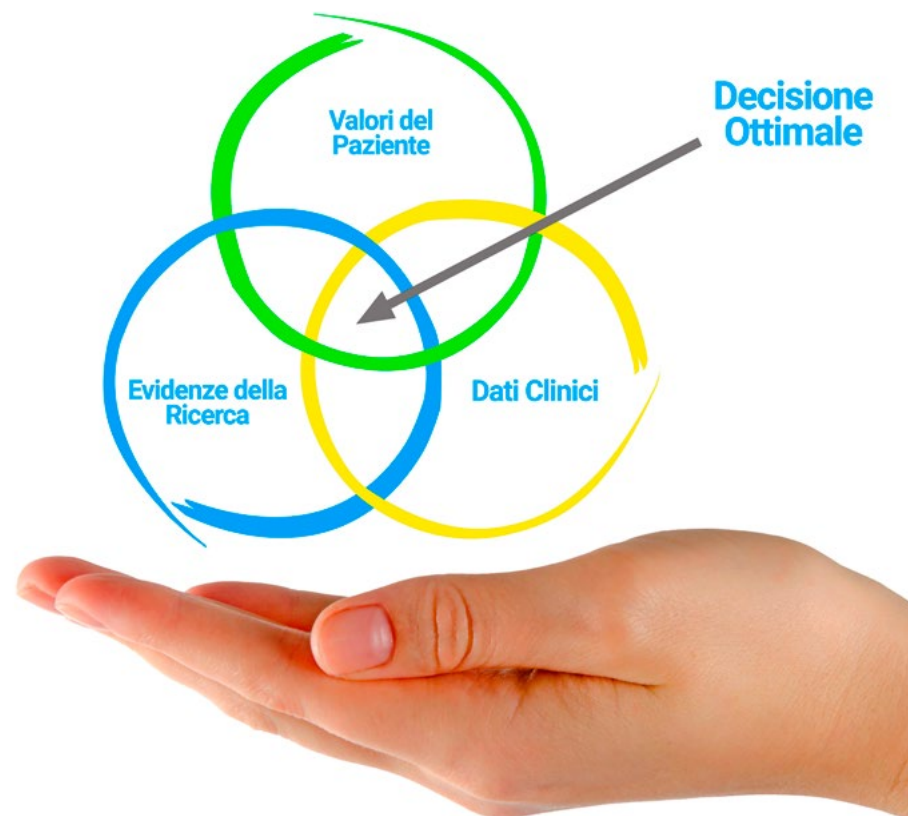 Valori del
Paziente
Decisione
Ottimale
Evidenze della
Ricerca
Dati Clinici